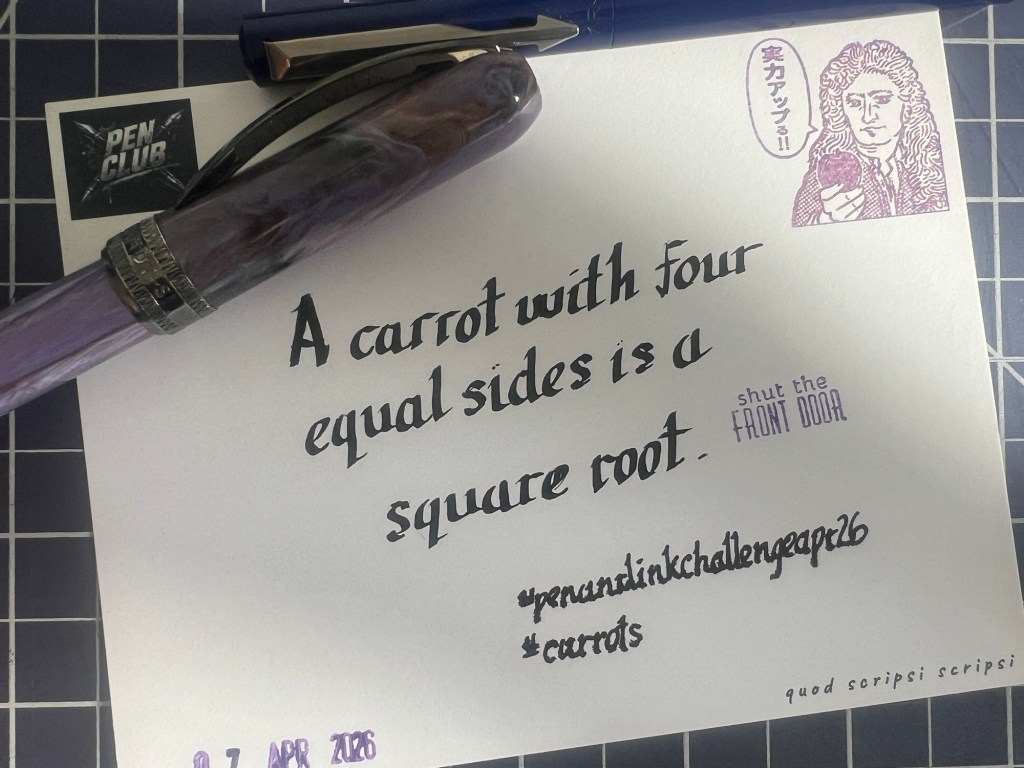 PEN
CLUB
実力アップる!!
A carrot with four
equal sides is a
square root.
shut the
FRONT DOOR
#penandinkchallengeapr26
#carrots
quod scripsi scripsi
07 APR 2026